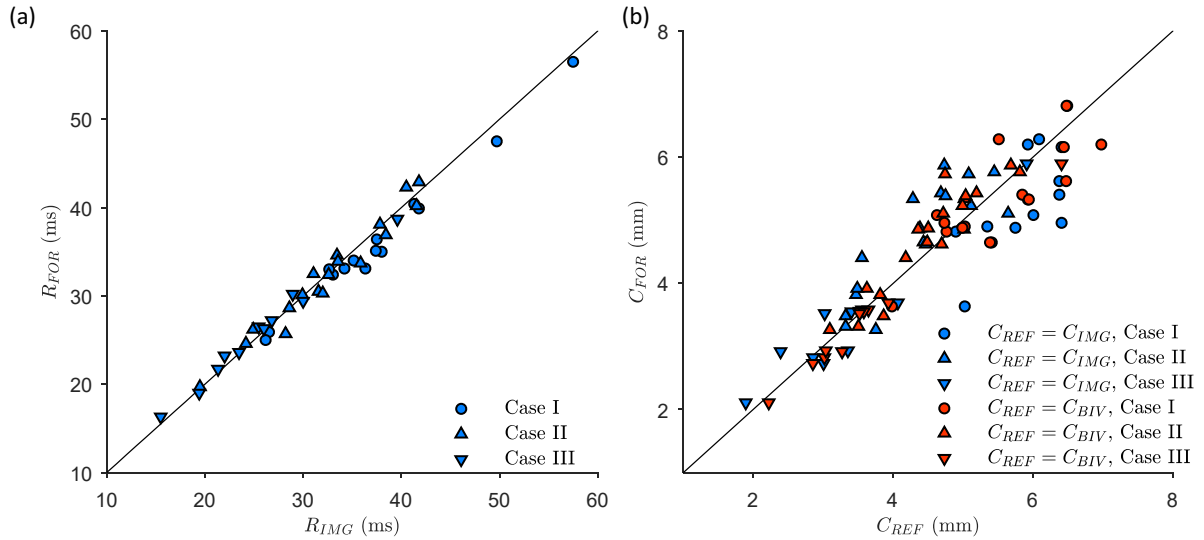 (a)
60
50
40
30
20
10
R_FOR (ms)
10
20
30
40
50
60
R_IMG (ms)
Case I
Case II
Case III
(b)
8
6
4
2
C_FOR (mm)
2
4
6
8
C_REF (mm)
C_REF = C_IMG, Case I
C_REF = C_IMG, Case II
C_REF = C_IMG, Case III
C_REF = C_BIV, Case I
C_REF = C_BIV, Case II
C_REF = C_BIV, Case III